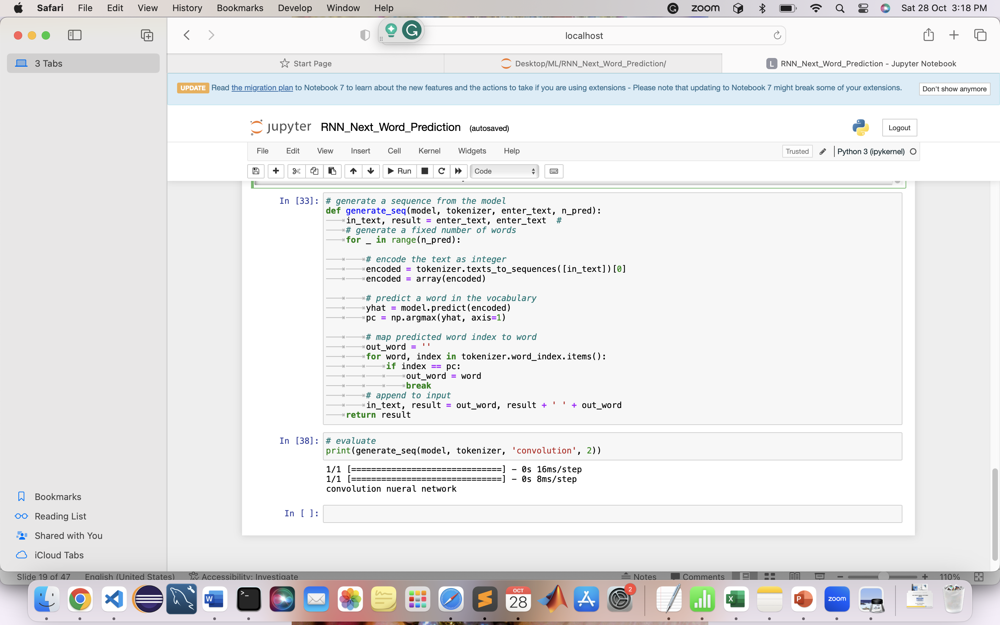 Safari File Edit View History Bookmarks Develop Window Help zoom Sat 28 Oct 3:18 PM
localhost
3 Tabs
Start Page Desktop/ML/RNN_Next_Word_Prediction/ L RNN_Next_Word_Prediction - Jupyter Notebook
UPDATE Read the migration plan to Notebook 7 to learn about the new features and the actions to take if you are using extensions - Please note that updating to Notebook 7 might break some of your extensions. Don't show anymore
jupyter RNN_Next_Word_Prediction (autosaved) Logout
File Edit View Insert Cell Kernel Widgets Help Trusted Python 3 (ipykernel)
Run Code
In [33]: # generate a sequence from the model
def generate_seq(model, tokenizer, enter_text, n_pred):
in_text, result = enter_text, enter_text #
# generate a fixed number of words
for _ in range(n_pred):
# encode the text as integer
encoded = tokenizer.texts_to_sequences([in_text])[0]
encoded = array(encoded)
# predict a word in the vocabulary
yhat = model.predict(encoded)
pc = np.argmax(yhat, axis=1)
# map predicted word index to word
out_word = ''
for word, index in tokenizer.word_index.items():
if index == pc:
out_word = word
break
# append to input
in_text, result = out_word, result + ' ' + out_word
return result
In [38]: # evaluate
print(generate_seq(model, tokenizer, 'convolution', 2))
1/1 [==============================] - 0s 16ms/step
1/1 [==============================] - 0s 8ms/step
convolution nueral network
In [ ]:
Bookmarks
Reading List
Shared with You
iCloud Tabs
Slide 19 of 47 English (United States) Accessibility: Investigate Notes Comments 110%
W >_ OCT 28 2 X P zoom